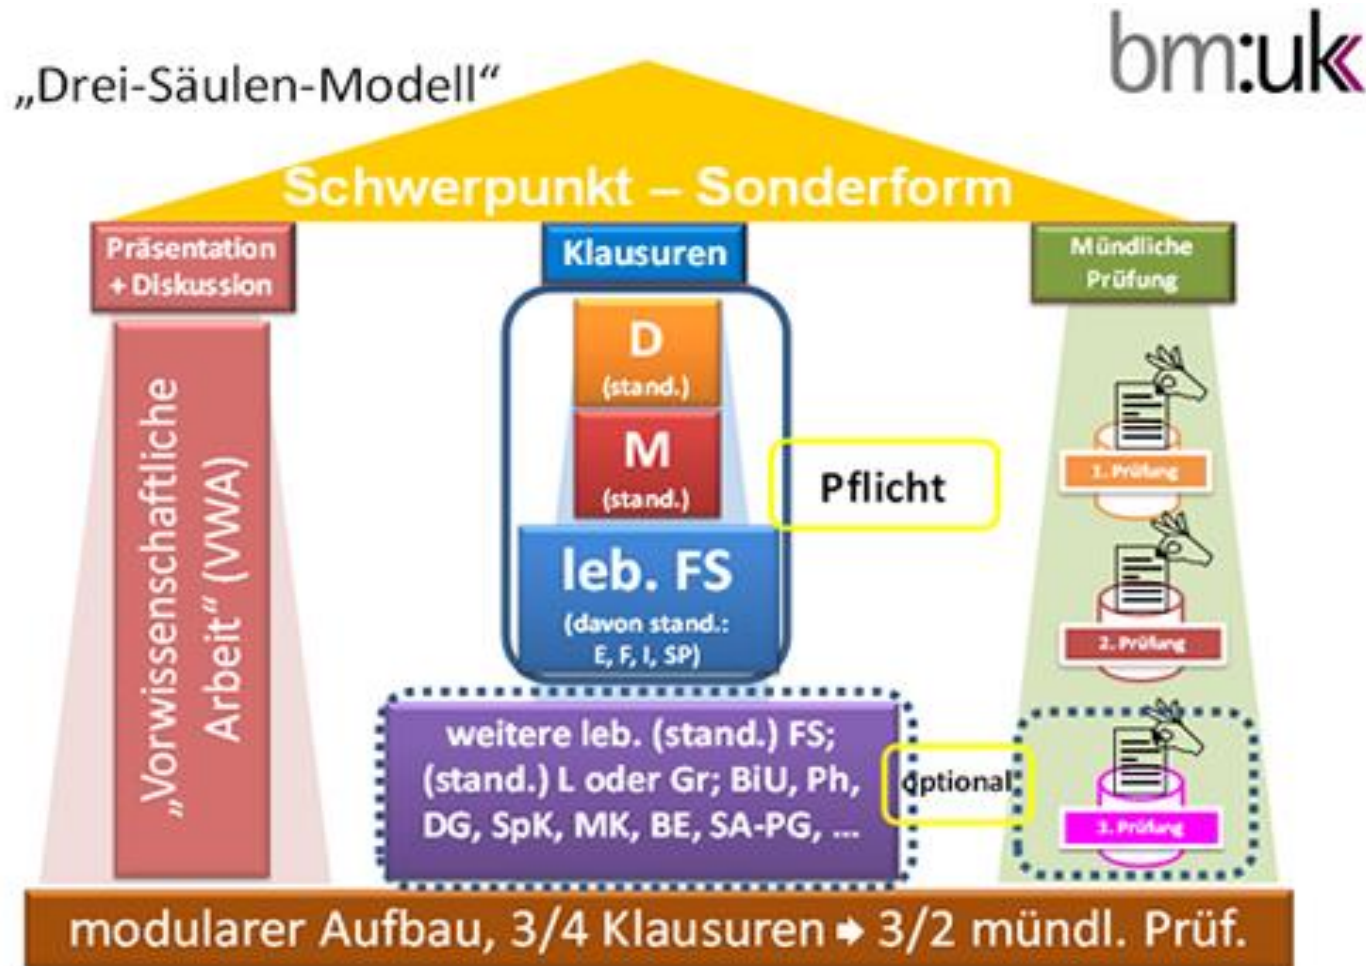 „Drei-Säulen-Modell“
bm:uk
Schwerpunkt – Sonderform
Präsentation
+ Diskussion
„Vorwissenschaftliche
Arbeit“ (VWA)
Klausuren
D
(stand.)
M
(stand.)
leb. FS
(davon stand.:
E, F, I, SP)
Pflicht
weitere leb. (stand.) FS;
(stand.) L oder Gr; BiU, Ph,
DG, SpK, MK, BE, SA-PG, ...
optional
Mündliche
Prüfung
1. Prüfung
2. Prüfung
3. Prüfung
modularer Aufbau, 3/4 Klausuren → 3/2 mündl. Prüf.